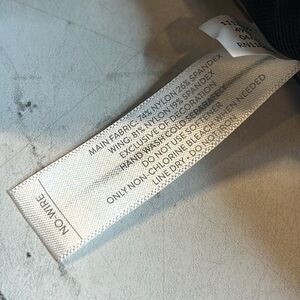 MAIN FABRIC: 74% NYLON 26% SPANDEX
WING: 81% NYLON 19% SPANDEX
EXCLUSIVE OF DECORATION
HAND WASH COLD SEPARATELY
DO NOT USE SOFTENER
ONLY NON-CHLORINE BLEACH WHEN NEEDED
LINE DRY • DO NOT IRON
NO-WIRE